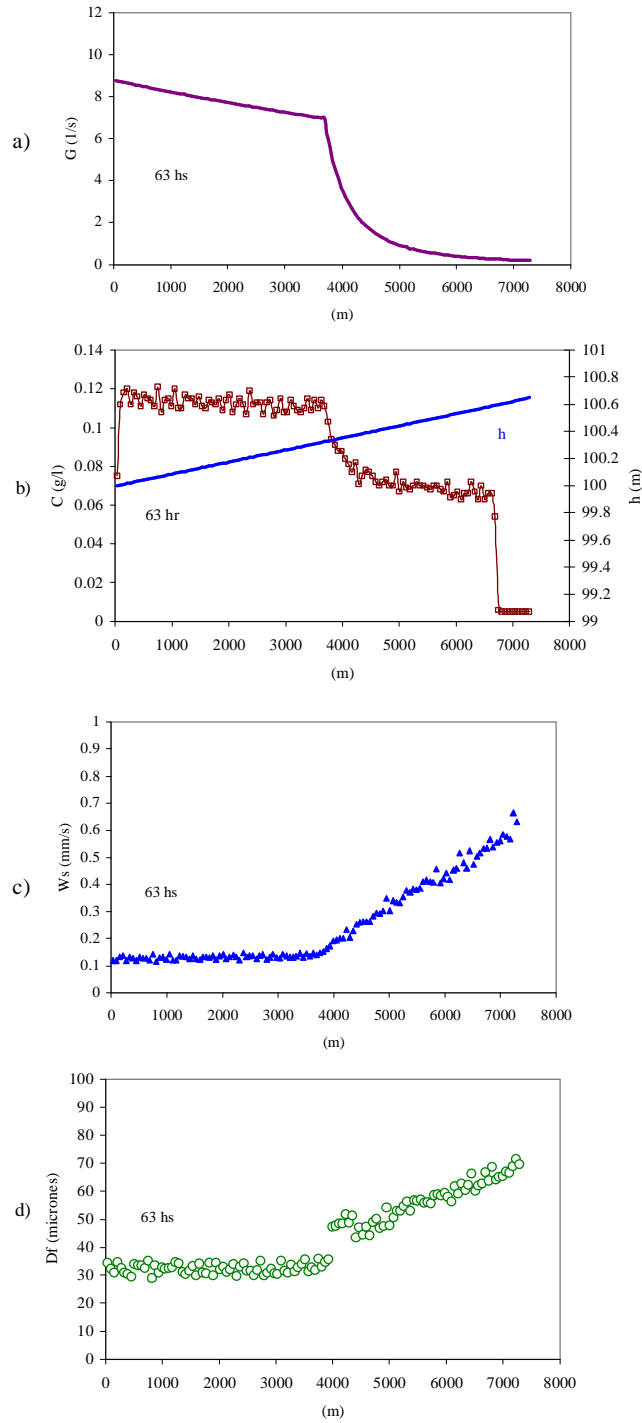 a)
G (1/s)
12
10
8
6
4
2
0
63 hs
0 1000 2000 3000 4000 5000 6000 7000 8000
(m)
b)
C (g/l)
0.14
0.12
0.1
0.08
0.06
0.04
0.02
0
h
63 hr
101
100.8
100.6
100.4
100.2
100
99.8
99.6
99.4
99.2
99
h (m)
0 1000 2000 3000 4000 5000 6000 7000 8000
(m)
c)
Ws (mm/s)
1
0.9
0.8
0.7
0.6
0.5
0.4
0.3
0.2
0.1
0
63 hs
0 1000 2000 3000 4000 5000 6000 7000 8000
(m)
d)
Df (micrones)
100
90
80
70
60
50
40
30
20
10
0
63 hs
0 1000 2000 3000 4000 5000 6000 7000 8000
(m)